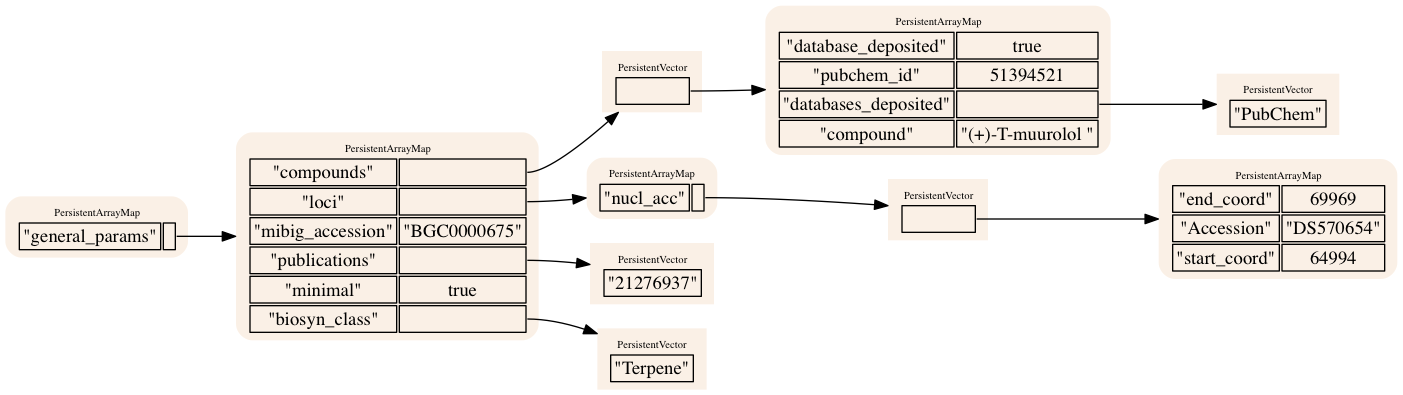 PersistentArrayMap
"general_params"
PersistentArrayMap
"compounds"
"loci"
"mibig_accession" "BGC0000675"
"publications"
"minimal" true
"biosyn_class"
PersistentVector
PersistentArrayMap
"database_deposited" true
"pubchem_id" 51394521
"databases_deposited"
"compound" "(+)-T-muurolol "
PersistentVector
"PubChem"
PersistentArrayMap
"nucl_acc"
PersistentVector
PersistentArrayMap
"end_coord" 69969
"Accession" "DS570654"
"start_coord" 64994
PersistentVector
"21276937"
PersistentVector
"Terpene"